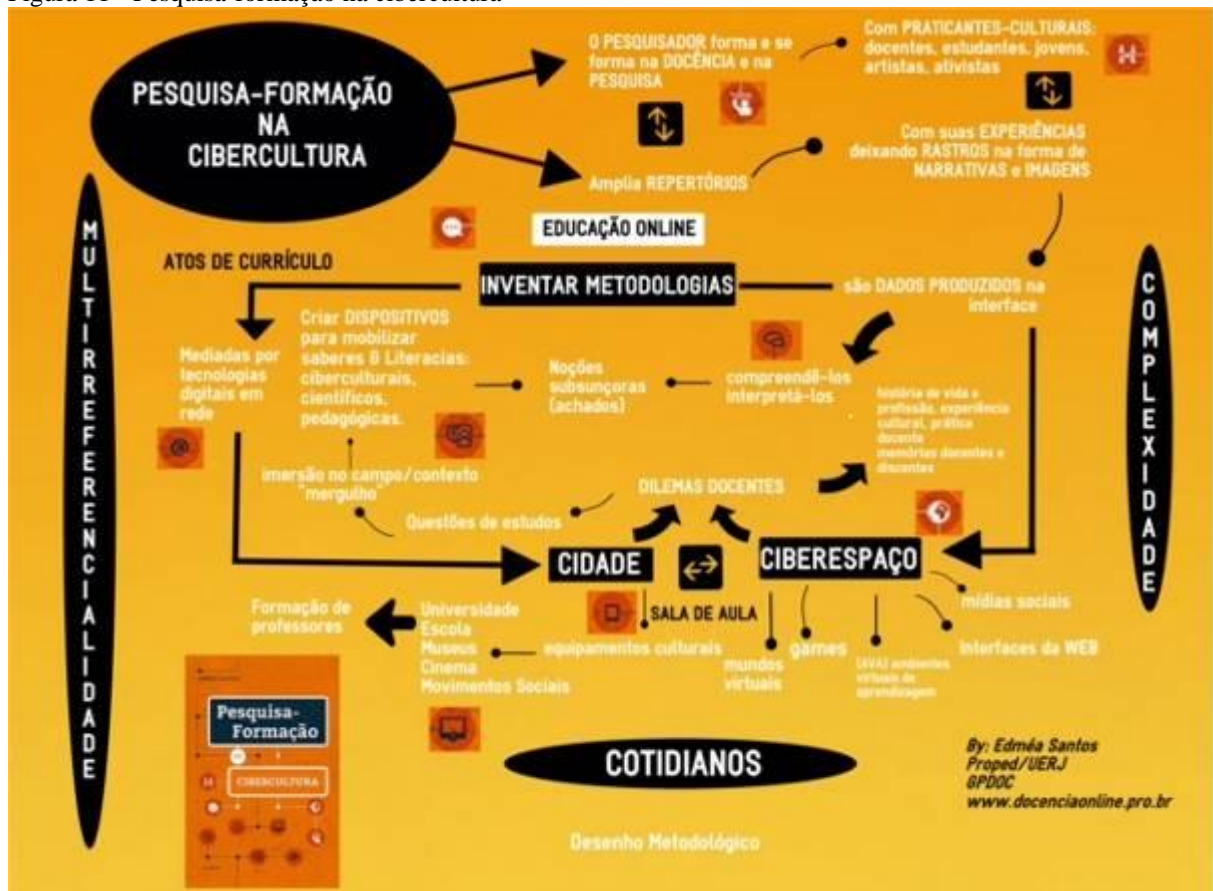 Figura 11 - Pesquisa-formação na cibercultura
PESQUISA-FORMAÇÃO
NA
CIBERCULTURA
O PESQUISADOR forma e se
forma na DOCÊNCIA e na
PESQUISA
Com PRATICANTES-CULTURAIS:
docentes, estudantes, jovens,
artistas, ativistas
Amplia REPERTÓRIOS
Com suas EXPERIÊNCIAS
deixando RASTROS na forma de
NARRATIVAS e IMAGENS
EDUCAÇÃO ONLINE
MULTIRREFERENCIALIDADE
COMPLEXIDADE
ATOS DE CURRÍCULO
INVENTAR METODOLOGIAS
são DADOS PRODUZIDOS na
interface
Mediadas por
tecnologias
digitais em
rede
Criar DISPOSITIVOS
para mobilizar
saberes & Literacias:
ciberculturais,
científicos,
pedagógicas.
Noções
subsunçoras
(achados)
compreendê-los
interpretá-los
história de vida e
profissão, experiência
cultural, prática
docente
memórias docentes e
discentes
imersão no campo/contexto
"mergulho"
DILEMAS DOCENTES
Questões de estudos
CIDADE
CIBERESPAÇO
SALA DE AULA
Formação de
professores
Universidade
Escola
Museus
Cinema
Movimentos Sociais
equipamentos culturais
mundos
virtuais
games
(AVA) ambientes
virtuais de
aprendizagem
Interfaces da WEB
mídias sociais
Pesquisa-
Formação
CIBERCULTURA
COTIDIANOS
By: Edméa Santos
Proped/UERJ
GPDOC
www.docenciaonline.pro.br
Desenho Metodológico